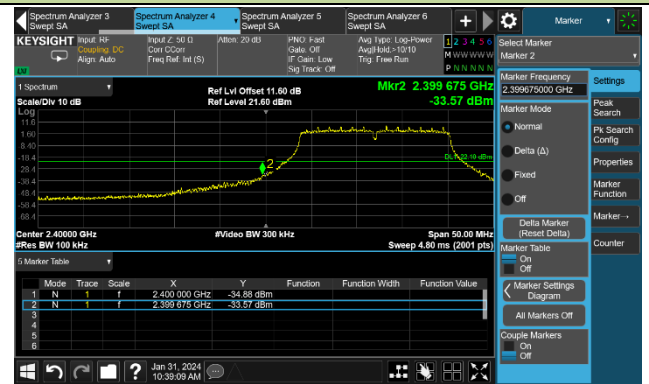 Spectrum Analyzer 3
Swept SA
Spectrum Analyzer 4
Swept SA
Spectrum Analyzer 5
Swept SA
Spectrum Analyzer 6
Swept SA
+
Marker
KEYSIGHT
Input: RF
Coupling: DC
Align: Auto
Input Z: 50 Ω
Corr CCorr
Freq Ref: Int (S)
Atten: 20 dB
PNO: Fast
Gate: Off
IF Gain: Low
Sig Track: Off
Avg Type: Log-Power
Avg|Hold:>10/10
Trig: Free Run
1 2 3 4 5 6
M W W W W W
P N N N N N
Select Marker
Marker 2
LVI
1 Spectrum
Scale/Div 10 dB
Ref Lvl Offset 11.60 dB
Ref Level 21.60 dBm
Mkr2 2.399 675 GHz
-33.57 dBm
Log
11.6
1.60
-8.40
-18.4
-28.4
-38.4
-48.4
-58.4
-68.4
2
DL1 -22.10 dBm
Center 2.40000 GHz
#Video BW 300 kHz
Span 50.00 MHz
#Res BW 100 kHz
Sweep 4.80 ms (2001 pts)
5 Marker Table
Mode Trace Scale X Y Function Function Width Function Value
1 N 1 f 2.400 000 GHz -34.88 dBm
2 N 1 f 2.399 675 GHz -33.57 dBm
3
4
5
6
Marker Frequency
2.399675000 GHz
Marker Mode
Normal
Delta (Δ)
Fixed
Off
Delta Marker
(Reset Delta)
Marker Table
On
Off
Marker Settings
Diagram
All Markers Off
Couple Markers
On
Off
Settings
Peak
Search
Pk Search
Config
Properties
Marker
Function
Marker→
Counter
?
Jan 31, 2024
10:39:09 AM